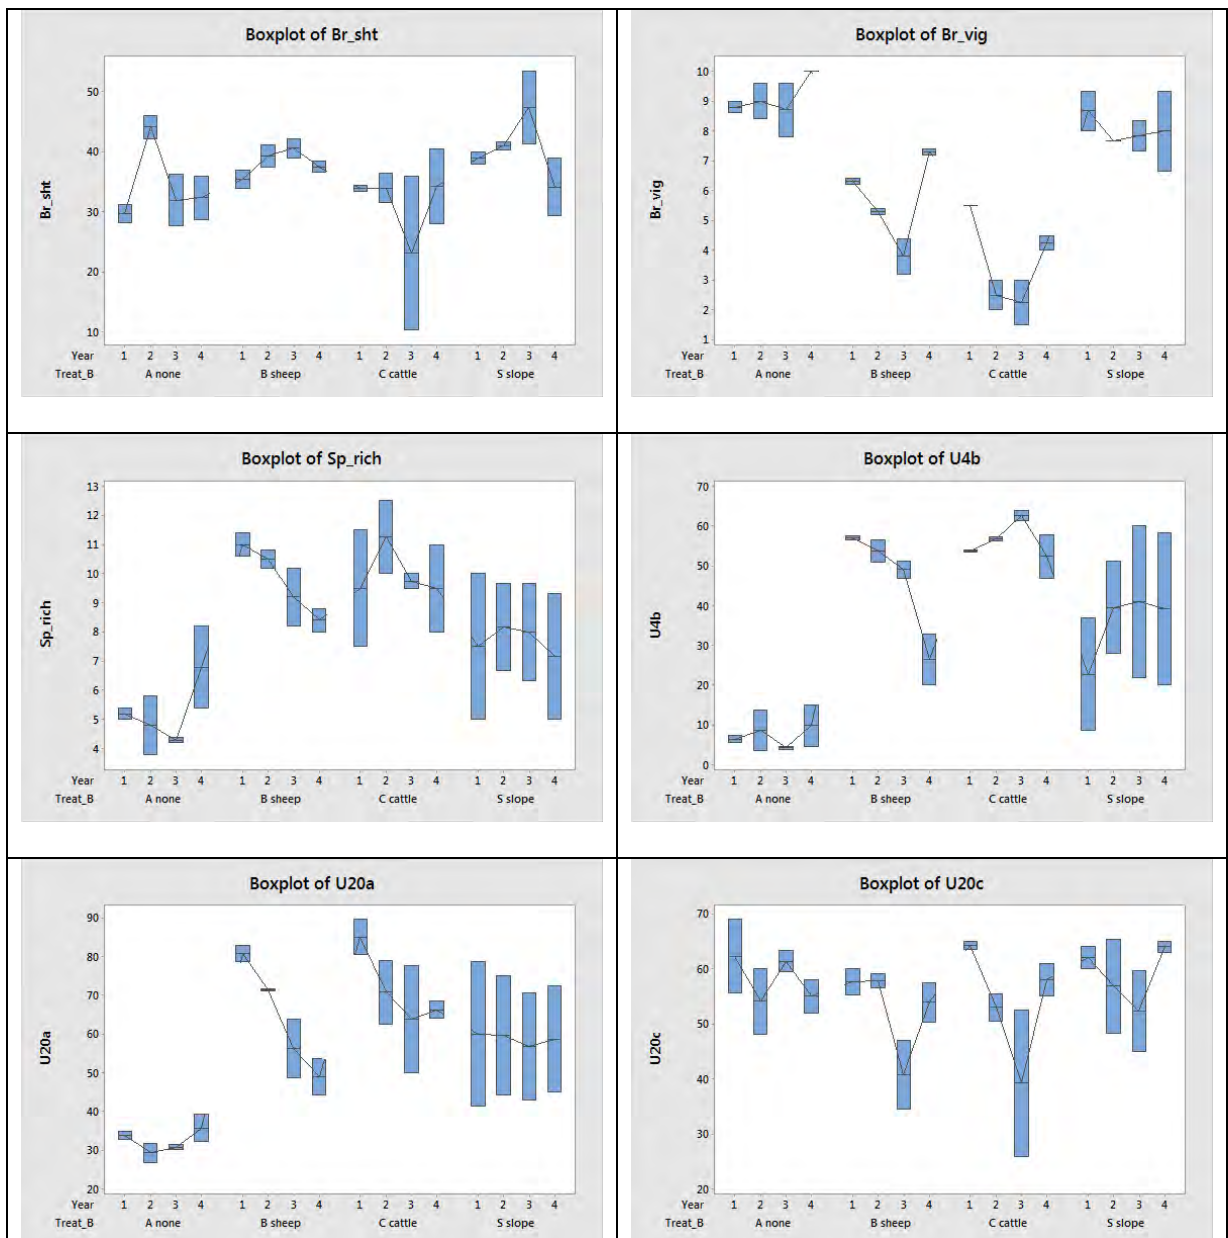 Boxplot of Br_sht
50
40
30
20
10
Br_sht
Year 1 2 3 4 1 2 3 4 1 2 3 4 1 2 3 4
Treat_B A none B sheep C cattle S slope
Boxplot of Br_vig
10
9
8
7
6
5
4
3
2
1
Br_vig
Year 1 2 3 4 1 2 3 4 1 2 3 4 1 2 3 4
Treat_B A none B sheep C cattle S slope
Boxplot of Sp_rich
13
12
11
10
9
8
7
6
5
4
Sp_rich
Year 1 2 3 4 1 2 3 4 1 2 3 4 1 2 3 4
Treat_B A none B sheep C cattle S slope
Boxplot of U4b
70
60
50
40
30
20
10
0
U4b
Year 1 2 3 4 1 2 3 4 1 2 3 4 1 2 3 4
Treat_B A none B sheep C cattle S slope
Boxplot of U20a
90
80
70
60
50
40
30
20
U20a
Year 1 2 3 4 1 2 3 4 1 2 3 4 1 2 3 4
Treat_B A none B sheep C cattle S slope
Boxplot of U20c
70
60
50
40
30
20
U20c
Year 1 2 3 4 1 2 3 4 1 2 3 4 1 2 3 4
Treat_B A none B sheep C cattle S slope